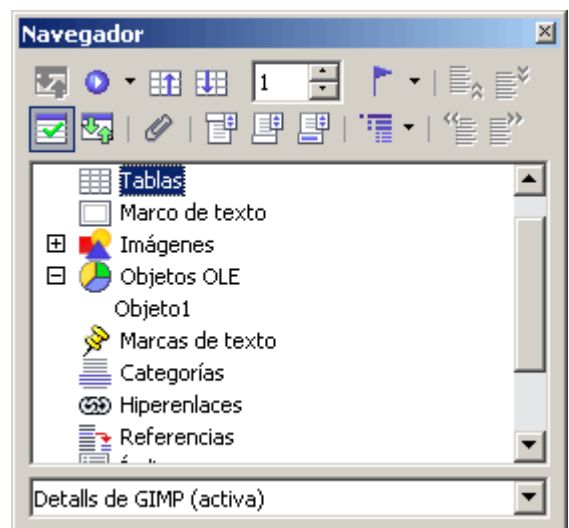 Navegador
1
Tablas
Marco de texto
Imágenes
Objetos OLE
Objeto1
Marcas de texto
Categorías
Hiperenlaces
Referencias
Detalls de GIMP (activa)